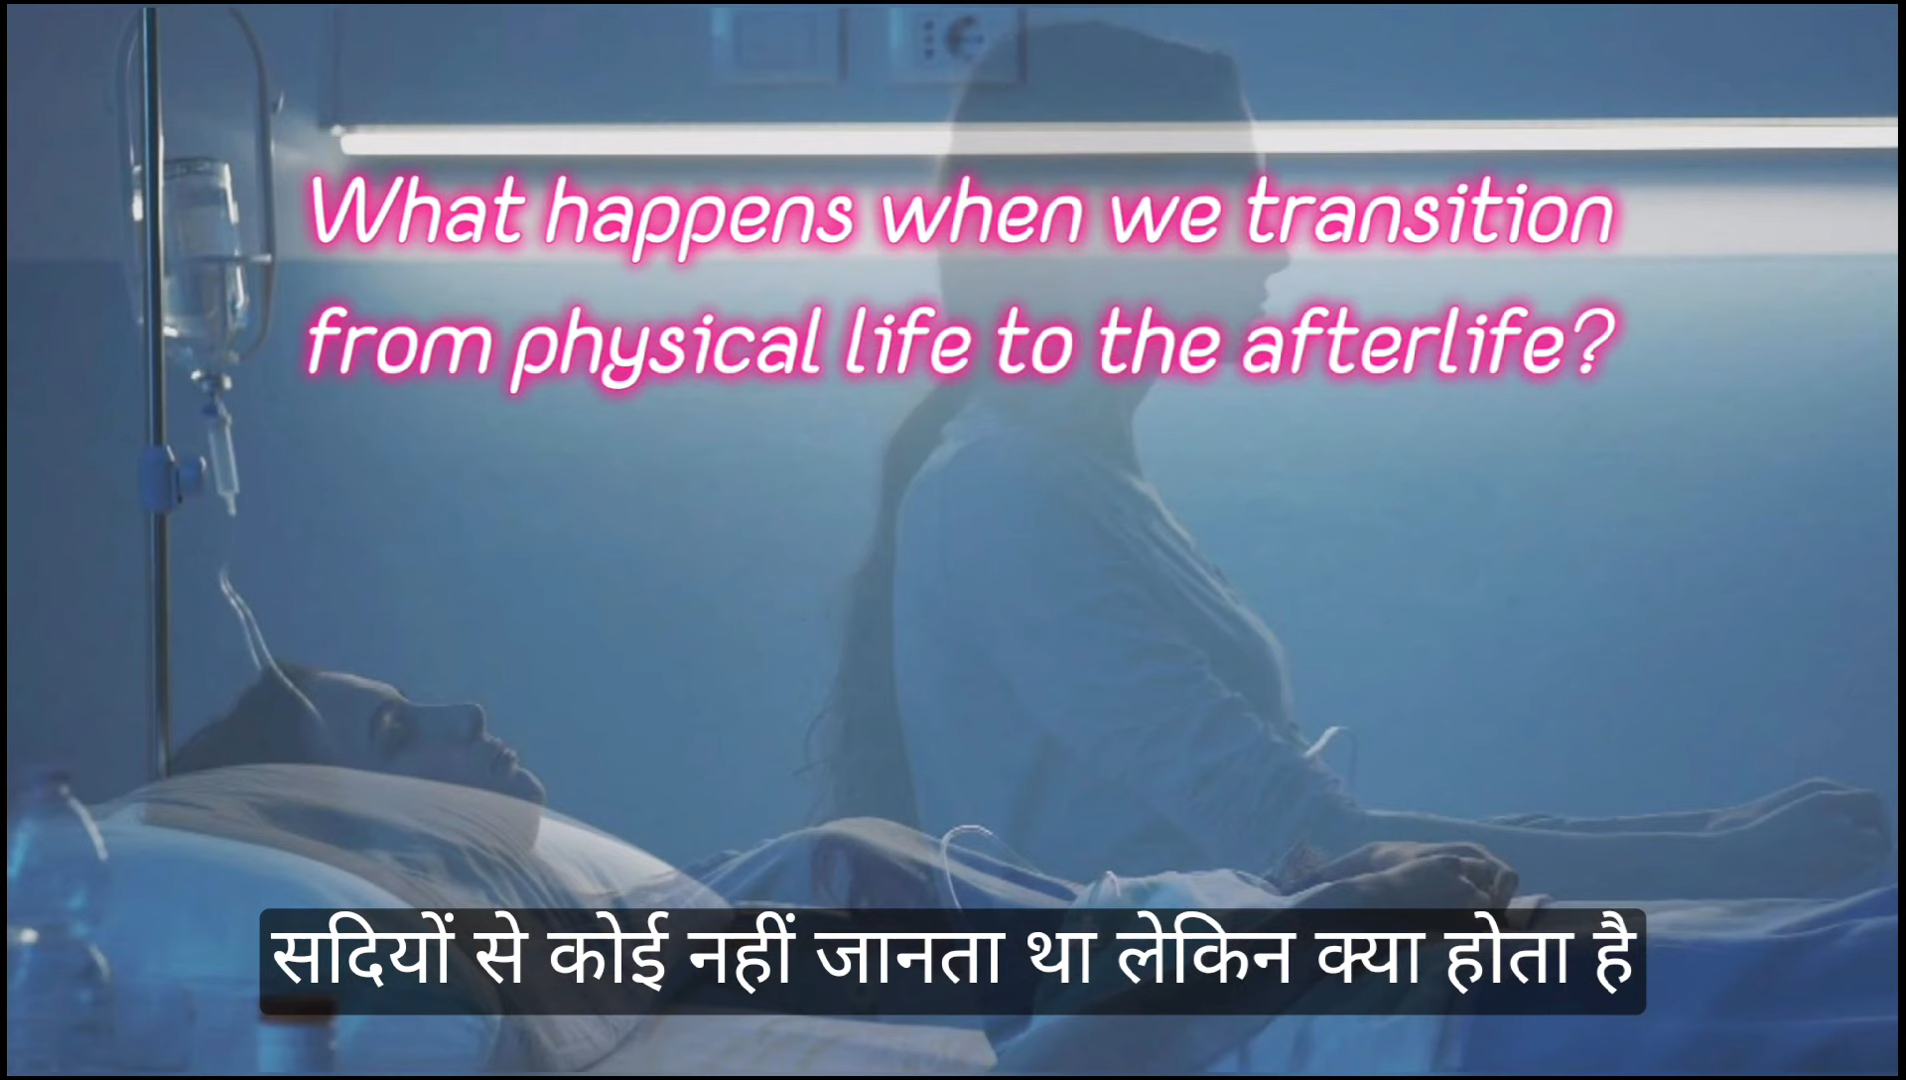 What happens when we transition
from physical life to the afterlife?
सदियों से कोई नहीं जानता था लेकिन क्या होता है